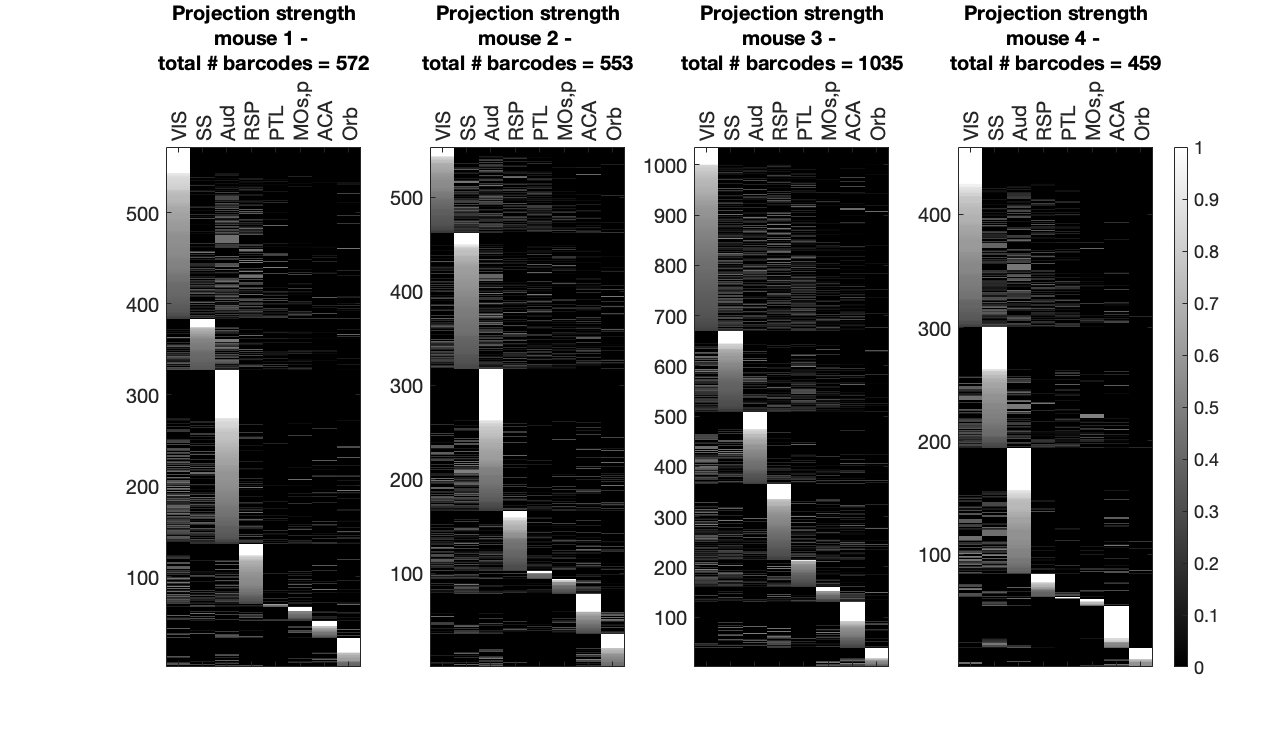 Projection strength
mouse 1 -
total # barcodes = 572
VIS
SS
Aud
RSP
PTL
MOs,p
ACA
Orb
500
400
300
200
100
Projection strength
mouse 2 -
total # barcodes = 553
VIS
SS
Aud
RSP
PTL
MOs,p
ACA
Orb
500
400
300
200
100
Projection strength
mouse 3 -
total # barcodes = 1035
VIS
SS
Aud
RSP
PTL
MOs,p
ACA
Orb
1000
900
800
700
600
500
400
300
200
100
Projection strength
mouse 4 -
total # barcodes = 459
VIS
SS
Aud
RSP
PTL
MOs,p
ACA
Orb
400
300
200
100
1
0.9
0.8
0.7
0.6
0.5
0.4
0.3
0.2
0.1
0